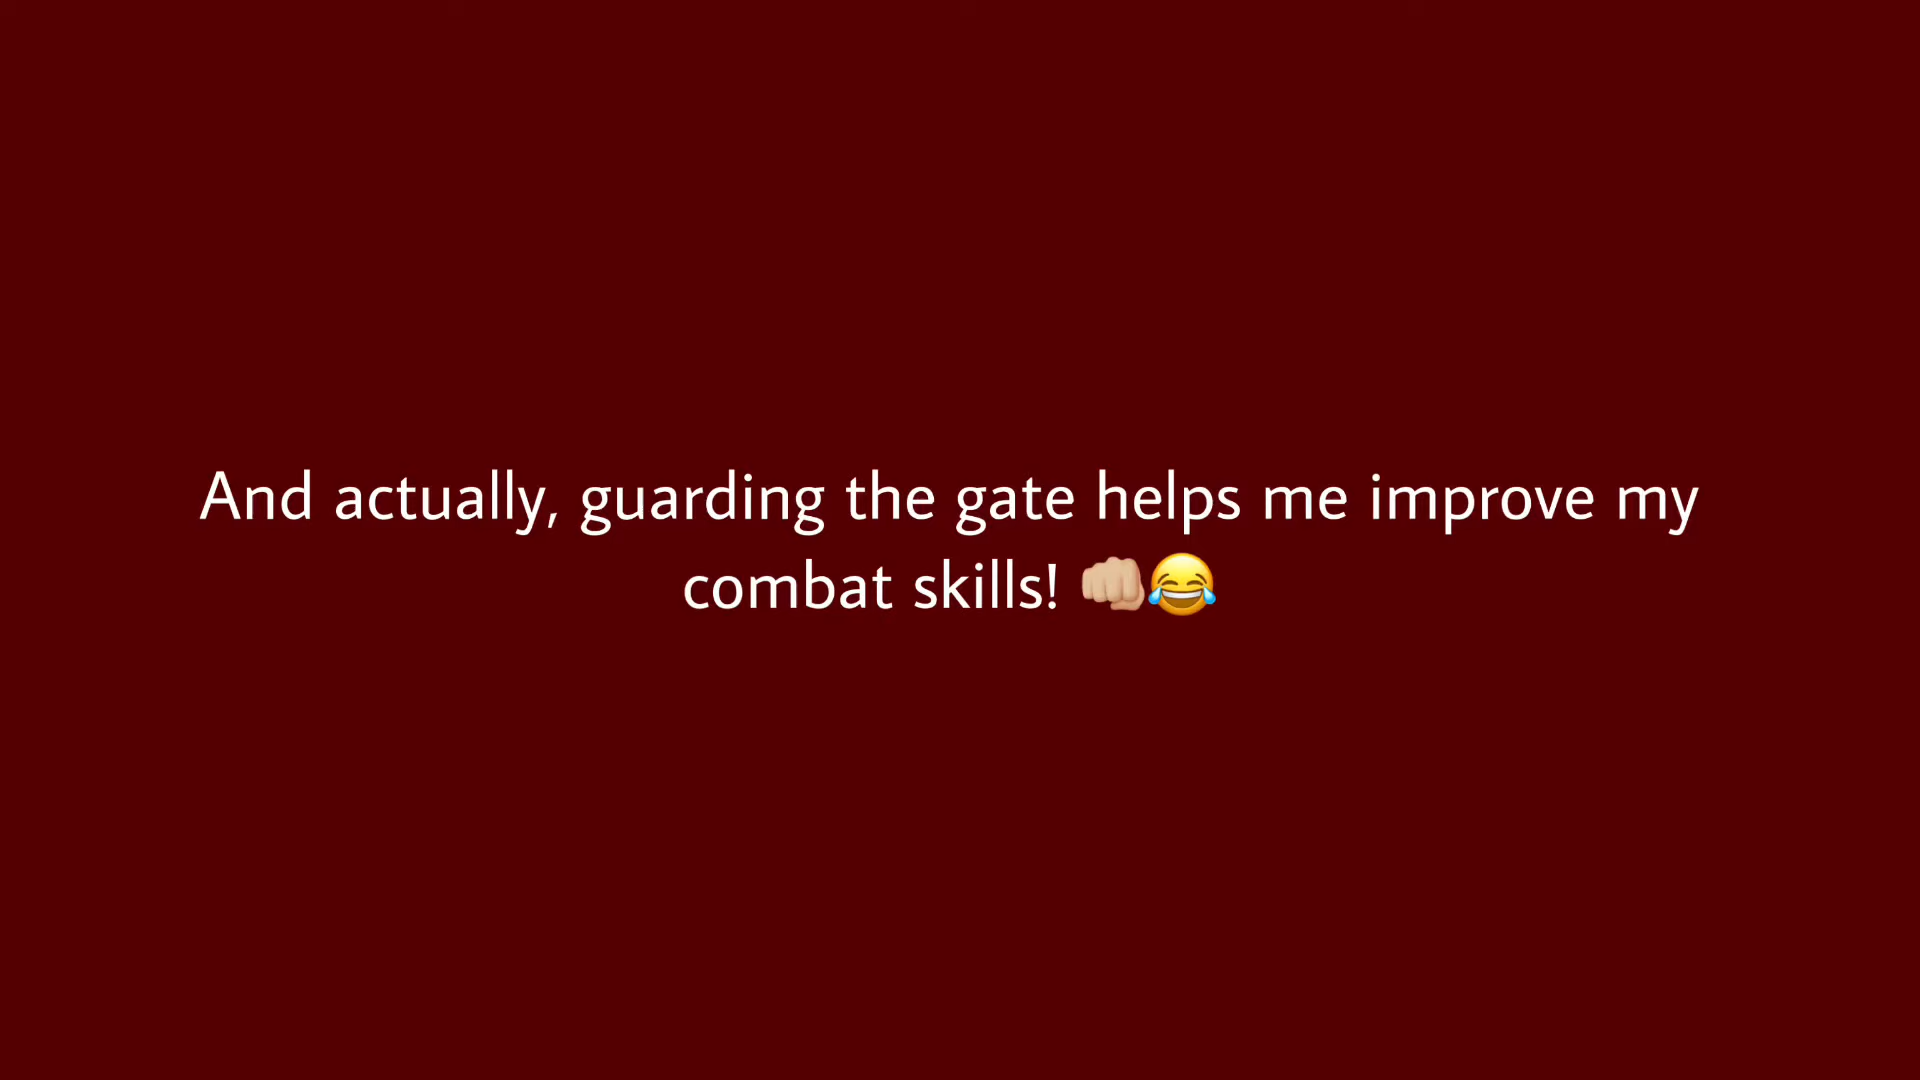 And actually, guarding the gate helps me improve my
combat skills! 👊🏼😂